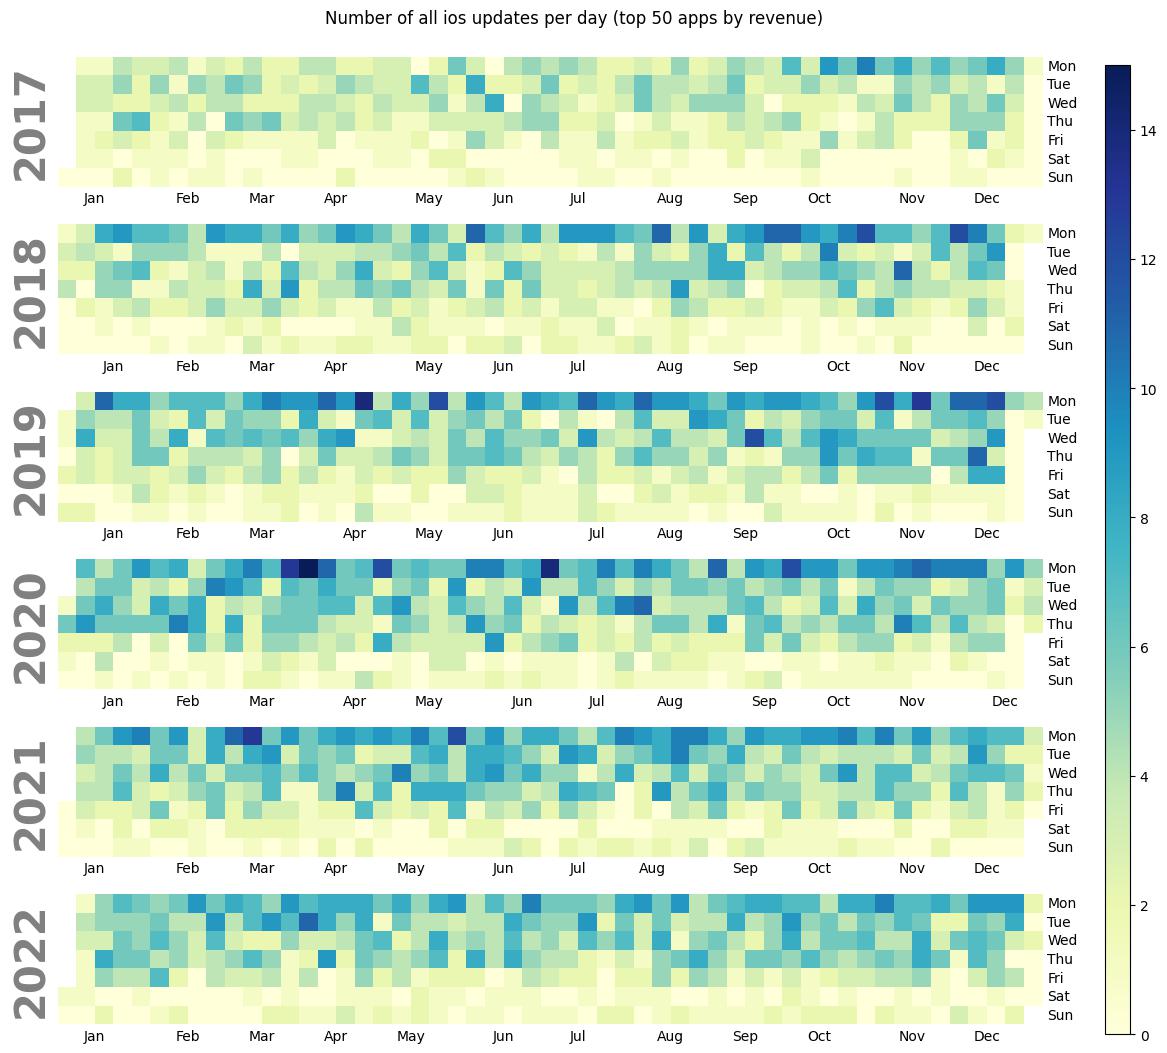 Number of all ios updates per day (top 50 apps by revenue)
2017
Mon
Tue
Wed
Thu
Fri
Sat
Sun
Jan Feb Mar Apr May Jun Jul Aug Sep Oct Nov Dec
2018
Mon
Tue
Wed
Thu
Fri
Sat
Sun
Jan Feb Mar Apr May Jun Jul Aug Sep Oct Nov Dec
2019
Mon
Tue
Wed
Thu
Fri
Sat
Sun
Jan Feb Mar Apr May Jun Jul Aug Sep Oct Nov Dec
2020
Mon
Tue
Wed
Thu
Fri
Sat
Sun
Jan Feb Mar Apr May Jun Jul Aug Sep Oct Nov Dec
2021
Mon
Tue
Wed
Thu
Fri
Sat
Sun
Jan Feb Mar Apr May Jun Jul Aug Sep Oct Nov Dec
2022
Mon
Tue
Wed
Thu
Fri
Sat
Sun
Jan Feb Mar Apr May Jun Jul Aug Sep Oct Nov Dec
14
12
10
8
6
4
2
0